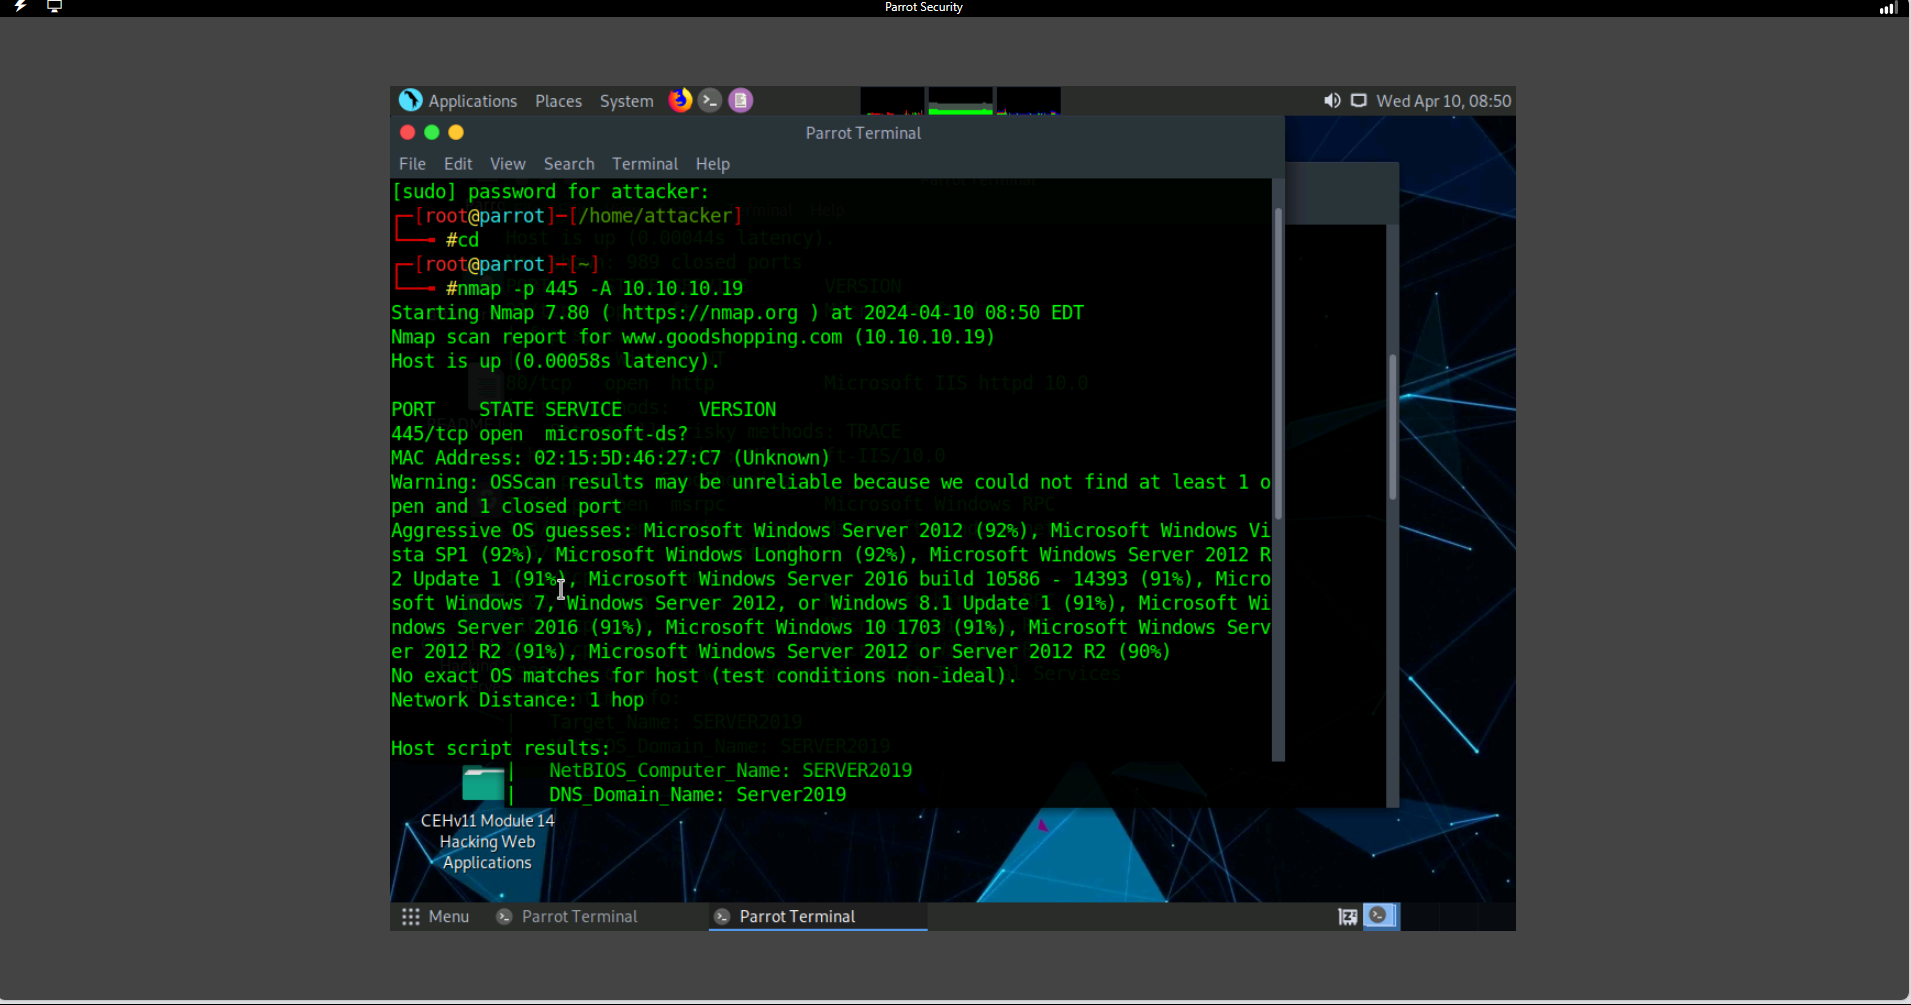 Parrot Security
Applications Places System Wed Apr 10, 08:50
Parrot Terminal
File Edit View Search Terminal Help
[sudo] password for attacker:
┌─[root@parrot]─[/home/attacker]
└──╼ #cd
┌─[root@parrot]─[~]
└──╼ #nmap -p 445 -A 10.10.10.19
Starting Nmap 7.80 ( https://nmap.org ) at 2024-04-10 08:50 EDT
Nmap scan report for www.goodshopping.com (10.10.10.19)
Host is up (0.00058s latency).
PORT    STATE SERVICE       VERSION
445/tcp open  microsoft-ds?
MAC Address: 02:15:5D:46:27:C7 (Unknown)
Warning: OSScan results may be unreliable because we could not find at least 1 o
pen and 1 closed port
Aggressive OS guesses: Microsoft Windows Server 2012 (92%), Microsoft Windows Vi
sta SP1 (92%), Microsoft Windows Longhorn (92%), Microsoft Windows Server 2012 R
2 Update 1 (91%), Microsoft Windows Server 2016 build 10586 - 14393 (91%), Micro
soft Windows 7, Windows Server 2012, or Windows 8.1 Update 1 (91%), Microsoft Wi
ndows Server 2016 (91%), Microsoft Windows 10 1703 (91%), Microsoft Windows Serv
er 2012 R2 (91%), Microsoft Windows Server 2012 or Server 2012 R2 (90%)
No exact OS matches for host (test conditions non-ideal).
Network Distance: 1 hop
Host script results:
|   NetBIOS_Computer_Name: SERVER2019
|   DNS_Domain_Name: Server2019
CEHv11 Module 14
Hacking Web
Applications
Menu Parrot Terminal Parrot Terminal